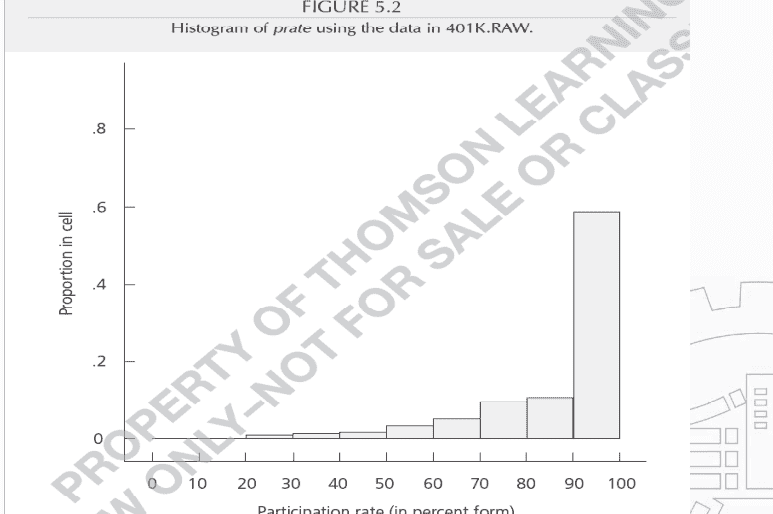 FIGURE 5.2
Histogram of prate using the data in 401K.RAW.
Proportion in cell
.8
.6
.4
.2
0
0 10 20 30 40 50 60 70 80 90 100
Participation rate (in percent form)
PROPERTY OF THOMSON LEARNING
W ONLY–NOT FOR SALE OR CLASS